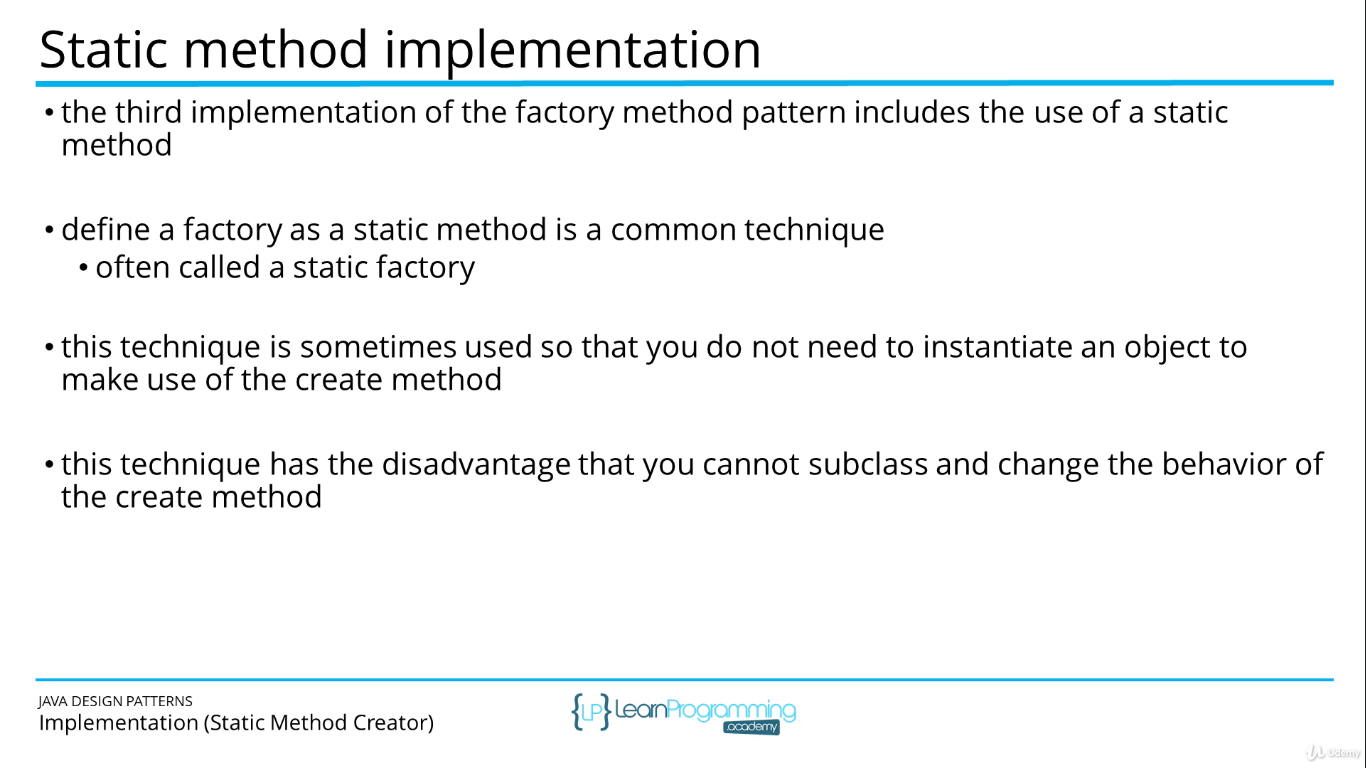 Static method implementation
• the third implementation of the factory method pattern includes the use of a static
method
• define a factory as a static method is a common technique
• often called a static factory
• this technique is sometimes used so that you do not need to instantiate an object to
make use of the create method
• this technique has the disadvantage that you cannot subclass and change the behavior of
the create method
JAVA DESIGN PATTERNS
Implementation (Static Method Creator)
{LP} LearnProgramming
.academy
Udemy